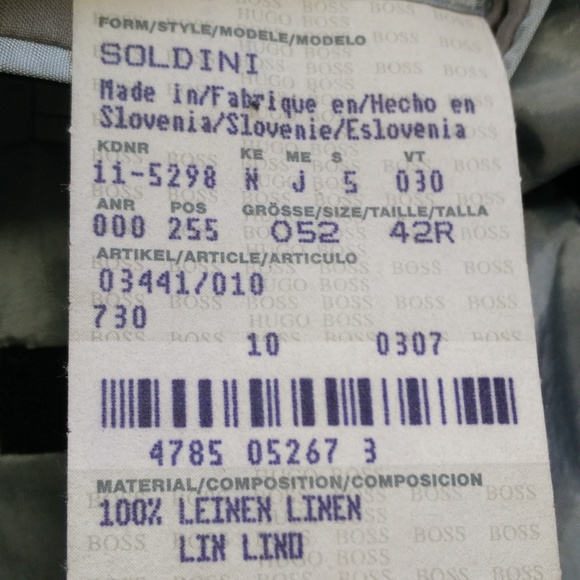 FORM/STYLE/MODELE/MODELO
SOLDINI
Made in/Fabrique en/Hecho en
Slovenia/Slovenie/Eslovenia
KDNR KE ME S VT
11-5298 N J S 030
ANR POS GRÖSSE/SIZE/TAILLE/TALLA
000 255 052 42R
ARTIKEL/ARTICLE/ARTICULO
03441/010
730
10 0307
4785 05267 3
MATERIAL/COMPOSITION/COMPOSICION
100% LEINEN LINEN
LIN LINO